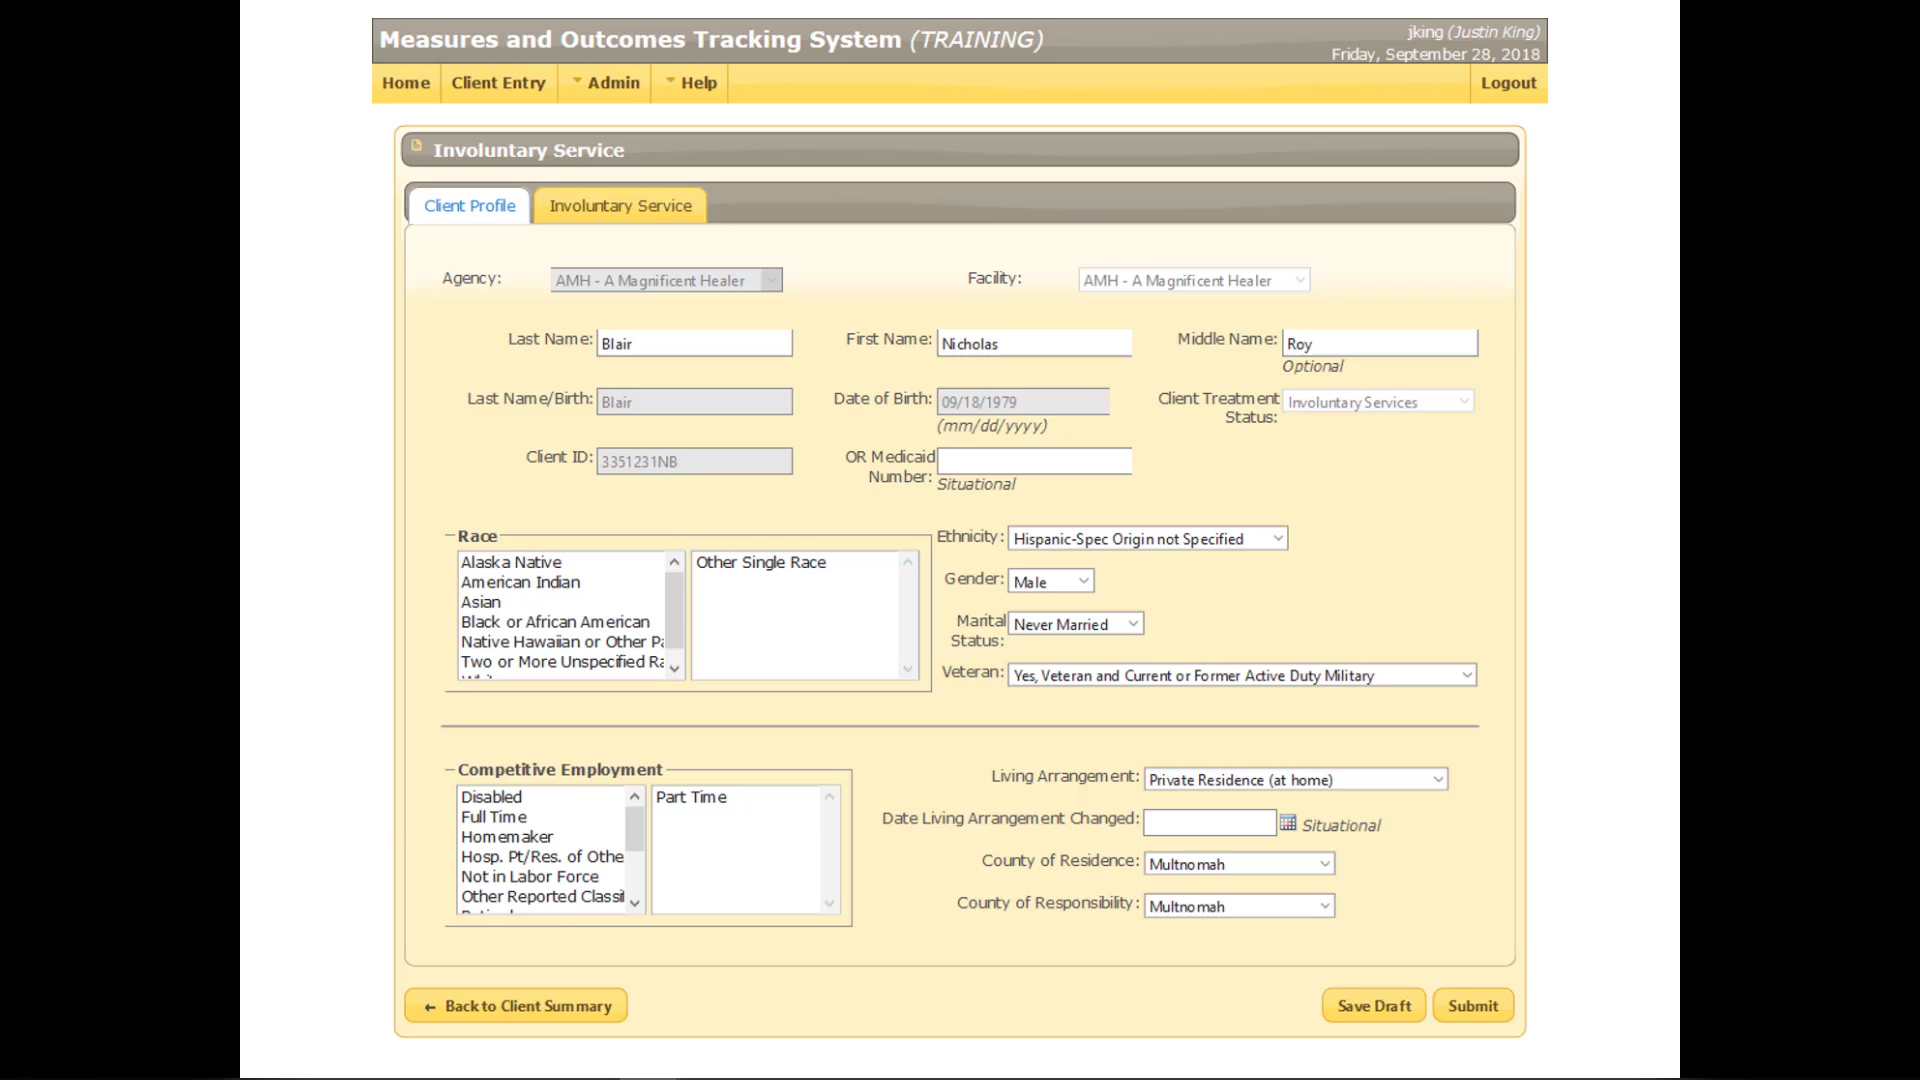 Measures and Outcomes Tracking System (TRAINING)
jking (Justin King)
Friday, September 28, 2018
Home Client Entry Admin Help Logout
Involuntary Service
Client Profile Involuntary Service
Agency: AMH - A Magnificent Healer Facility: AMH - A Magnificent Healer
Last Name: Blair First Name: Nicholas Middle Name: Roy
Optional
Last Name/Birth: Blair Date of Birth: 09/18/1979 Client Treatment Status: Involuntary Services
(mm/dd/yyyy)
Client ID: 3351231NB OR Medicaid Number:
Situational
Race
Alaska Native
American Indian
Asian
Black or African American
Native Hawaiian or Other Pa
Two or More Unspecified Ra
Other Single Race
Ethnicity: Hispanic-Spec Origin not Specified
Gender: Male
Marital Status: Never Married
Veteran: Yes, Veteran and Current or Former Active Duty Military
Competitive Employment
Disabled
Full Time
Homemaker
Hosp. Pt/Res. of Othe
Not in Labor Force
Other Reported Classif
Part Time
Living Arrangement: Private Residence (at home)
Date Living Arrangement Changed: Situational
County of Residence: Multnomah
County of Responsibility: Multnomah
← Back to Client Summary Save Draft Submit